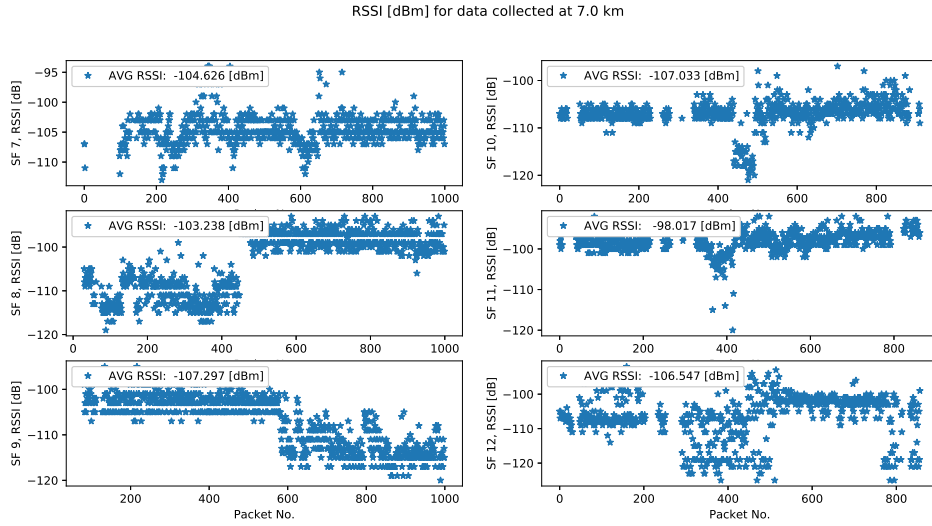 RSSI [dBm] for data collected at 7.0 km
SF 7, RSSI [dB]
−95
−100
−105
−110
AVG RSSI: -104.626 [dBm]
0 200 400 600 800 1000
SF 10, RSSI [dB]
−100
−110
−120
AVG RSSI: -107.033 [dBm]
0 200 400 600 800
SF 8, RSSI [dB]
−100
−110
−120
AVG RSSI: -103.238 [dBm]
0 200 400 600 800 1000
SF 11, RSSI [dB]
−100
−110
−120
AVG RSSI: -98.017 [dBm]
0 200 400 600 800
SF 9, RSSI [dB]
−100
−110
−120
AVG RSSI: -107.297 [dBm]
200 400 600 800 1000
Packet No.
SF 12, RSSI [dB]
−100
−110
−120
AVG RSSI: -106.547 [dBm]
0 200 400 600 800
Packet No.